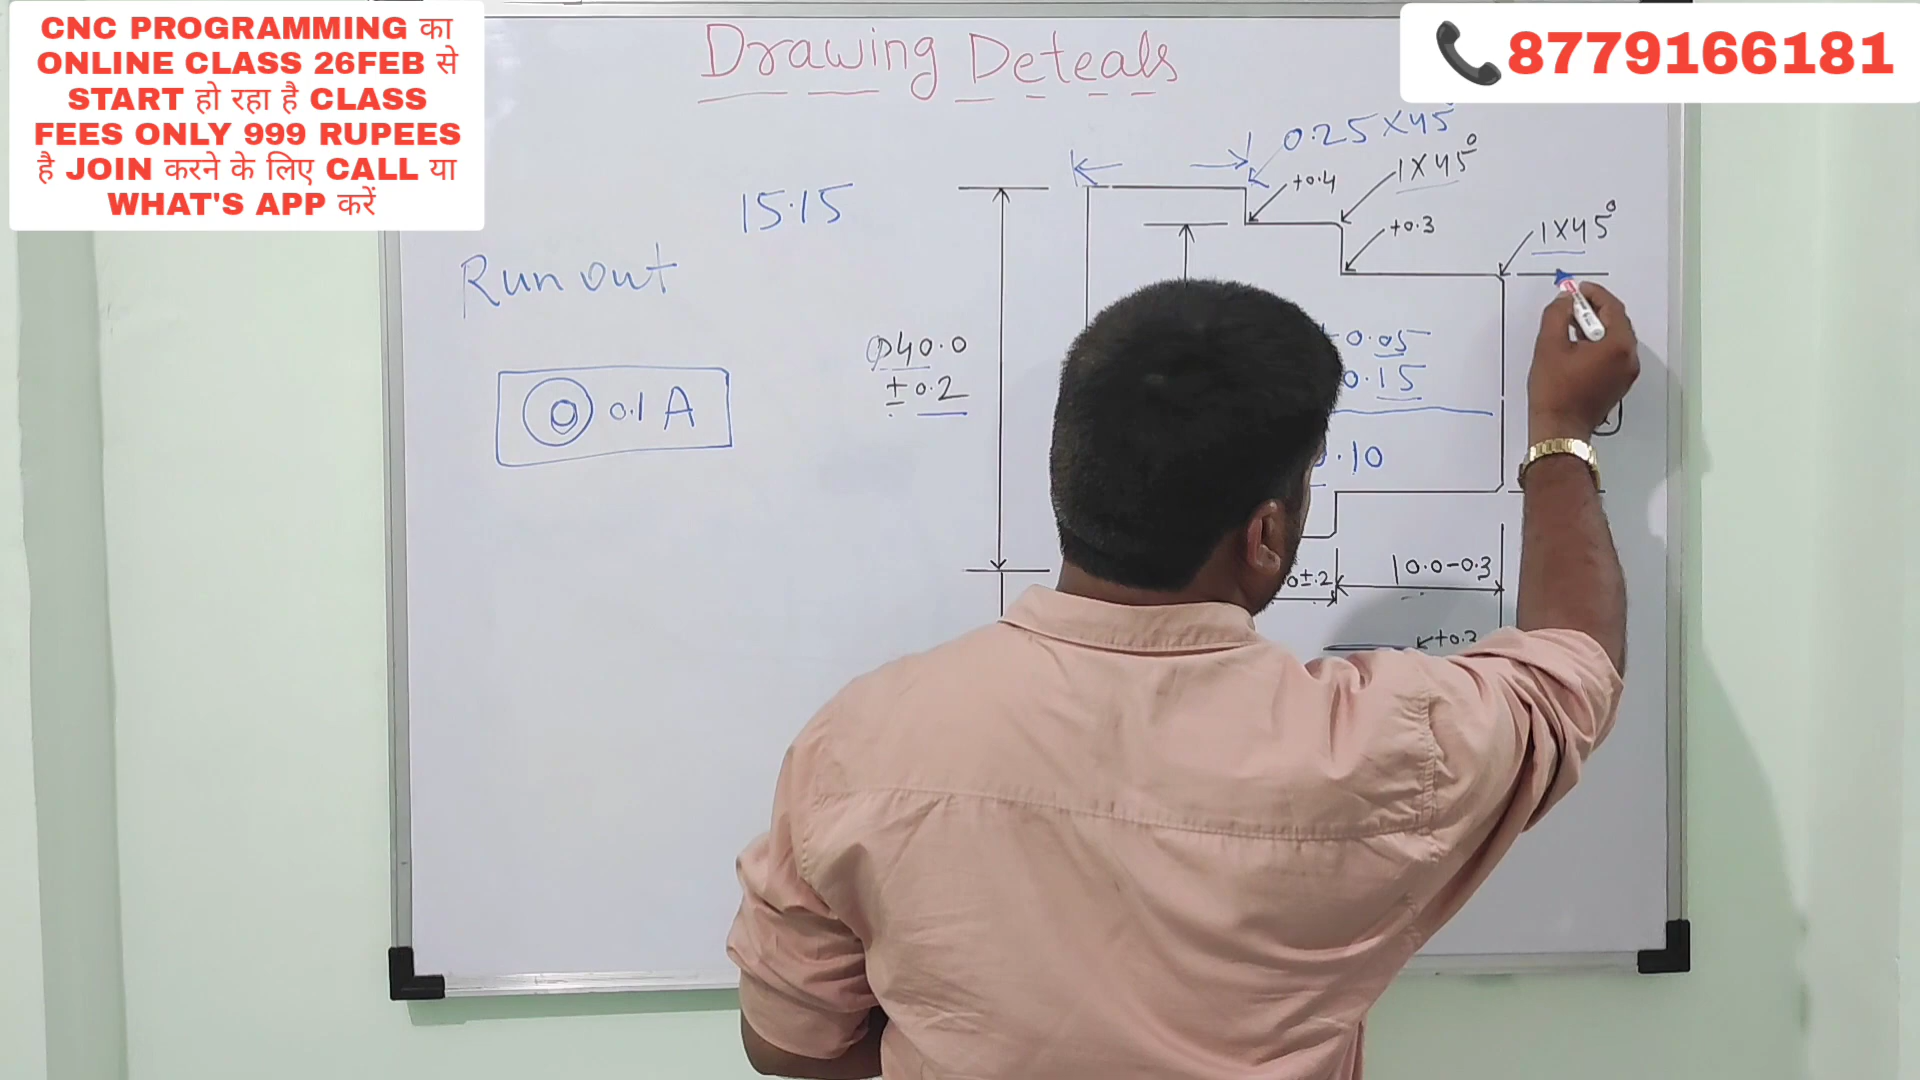 CNC PROGRAMMING का
ONLINE CLASS 26FEB से
START हो रहा है CLASS
FEES ONLY 999 RUPEES
है JOIN करने के लिए CALL या
WHAT'S APP करें
8779166181
Drawing Deteals
0.25X45°
1X45°
+0.4
15.15
+0.3
1X45°
Run out
φ40.0
±0.2
0.05
0.15
0.1 A
.10
0±.2
10.0-0.3